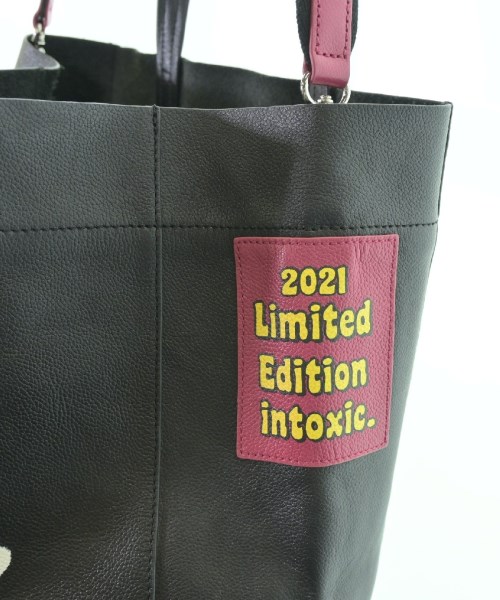 2021
Limited
Edition
intoxic.